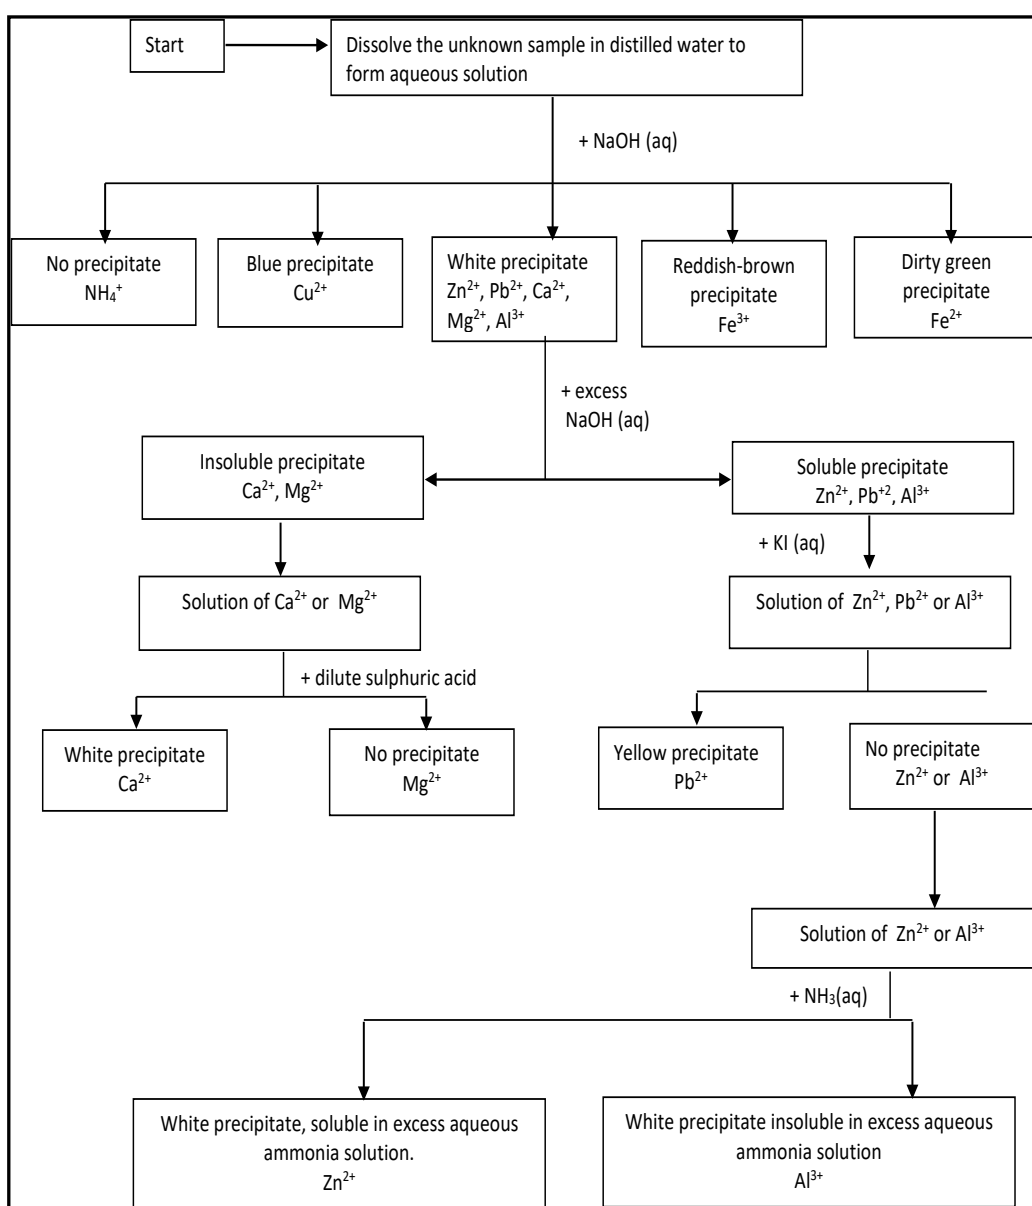 Start
Dissolve the unknown sample in distilled water to
form aqueous solution
+ NaOH (aq)
No precipitate
NH₄⁺
Blue precipitate
Cu²⁺
White precipitate
Zn²⁺, Pb²⁺, Ca²⁺,
Mg²⁺, Al³⁺
Reddish-brown
precipitate
Fe³⁺
Dirty green
precipitate
Fe²⁺
+ excess
NaOH (aq)
Insoluble precipitate
Ca²⁺, Mg²⁺
Soluble precipitate
Zn²⁺, Pb⁺², Al³⁺
+ KI (aq)
Solution of Ca²⁺ or Mg²⁺
Solution of Zn²⁺, Pb²⁺ or Al³⁺
+ dilute sulphuric acid
White precipitate
Ca²⁺
No precipitate
Mg²⁺
Yellow precipitate
Pb²⁺
No precipitate
Zn²⁺ or Al³⁺
Solution of Zn²⁺ or Al³⁺
+ NH₃(aq)
White precipitate, soluble in excess aqueous
ammonia solution.
Zn²⁺
White precipitate insoluble in excess aqueous
ammonia solution
Al³⁺